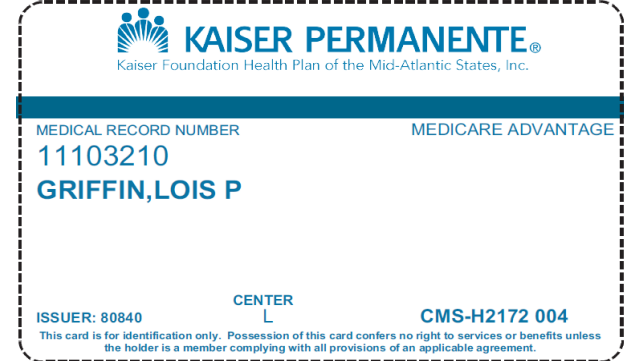 KAISER PERMANENTE®
Kaiser Foundation Health Plan of the Mid-Atlantic States, Inc.
MEDICAL RECORD NUMBER
MEDICARE ADVANTAGE
11103210
GRIFFIN,LOIS P
CENTER
ISSUER: 80840
L
CMS-H2172 004
This card is for identification only. Possession of this card confers no right to services or benefits unless
the holder is a member complying with all provisions of an applicable agreement.